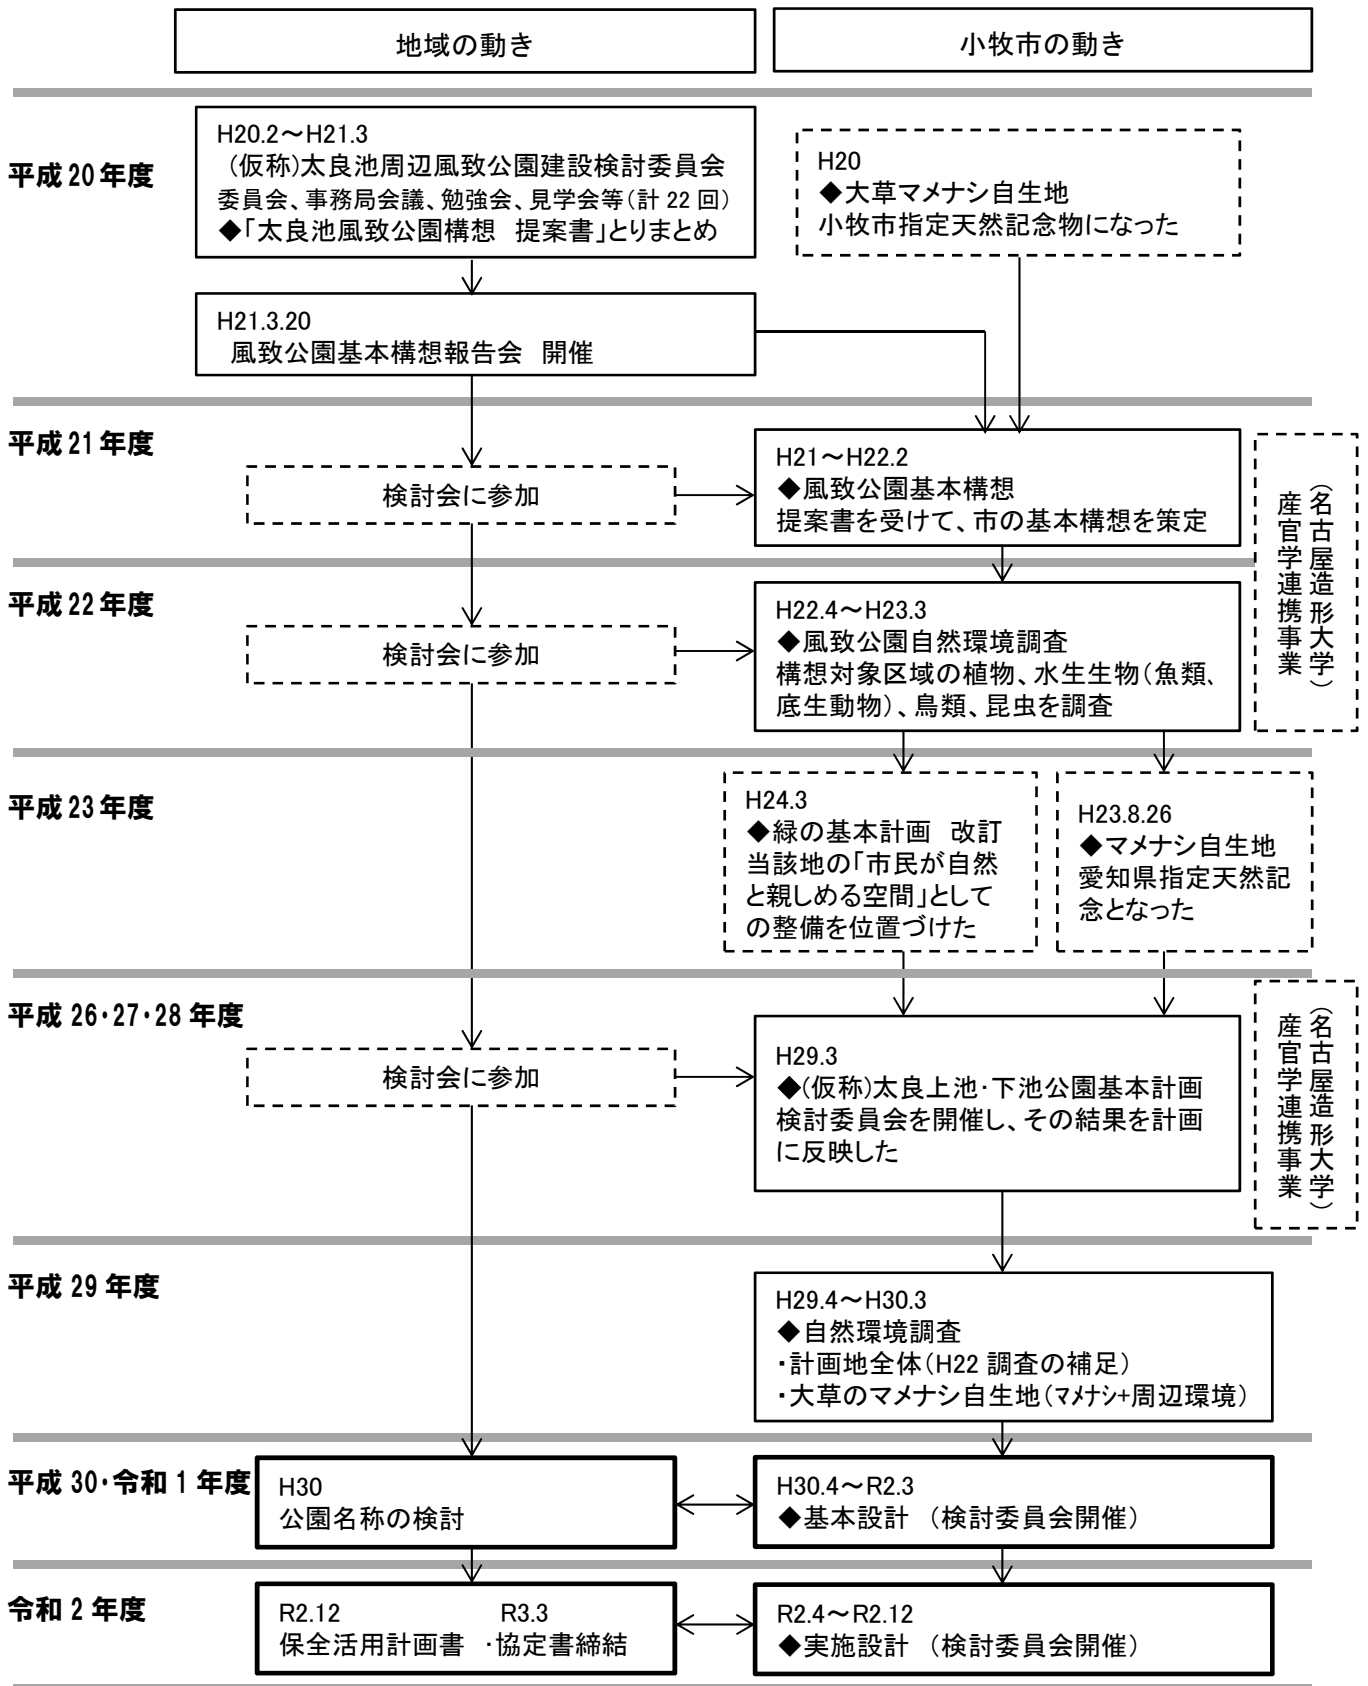 地域の動き
小牧市の動き
平成20年度
H20.2～H21.3
(仮称)太良池周辺風致公園建設検討委員会
委員会、事務局会議、勉強会、見学会等(計22回)
◆「太良池風致公園構想　提案書」とりまとめ
H20
◆大草マメナシ自生地
小牧市指定天然記念物になった
H21.3.20
風致公園基本構想報告会　開催
平成21年度
検討会に参加
H21～H22.2
◆風致公園基本構想
提案書を受けて、市の基本構想を策定
(名古屋造形大学)
産官学連携事業
平成22年度
検討会に参加
H22.4～H23.3
◆風致公園自然環境調査
構想対象区域の植物、水生生物(魚類、
底生動物)、鳥類、昆虫を調査
平成23年度
H24.3
◆緑の基本計画　改訂
当該地の「市民が自然
と親しめる空間」として
の整備を位置づけた
H23.8.26
◆マメナシ自生地
愛知県指定天然記
念となった
平成 26・27・28 年度
検討会に参加
H29.3
◆(仮称)太良上池・下池公園基本計画
検討委員会を開催し、その結果を計画
に反映した
(名古屋造形大学)
産官学連携事業
平成 29 年度
H29.4～H30.3
◆自然環境調査
・計画地全体(H22 調査の補足)
・大草のマメナシ自生地(ﾏﾒﾅｼ+周辺環境)
平成 30・令和 1 年度
H30
公園名称の検討
H30.4～R2.3
◆基本設計　(検討委員会開催)
令和 2 年度
R2.12　R3.3
保全活用計画書　・協定書締結
R2.4～R2.12
◆実施設計　(検討委員会開催)